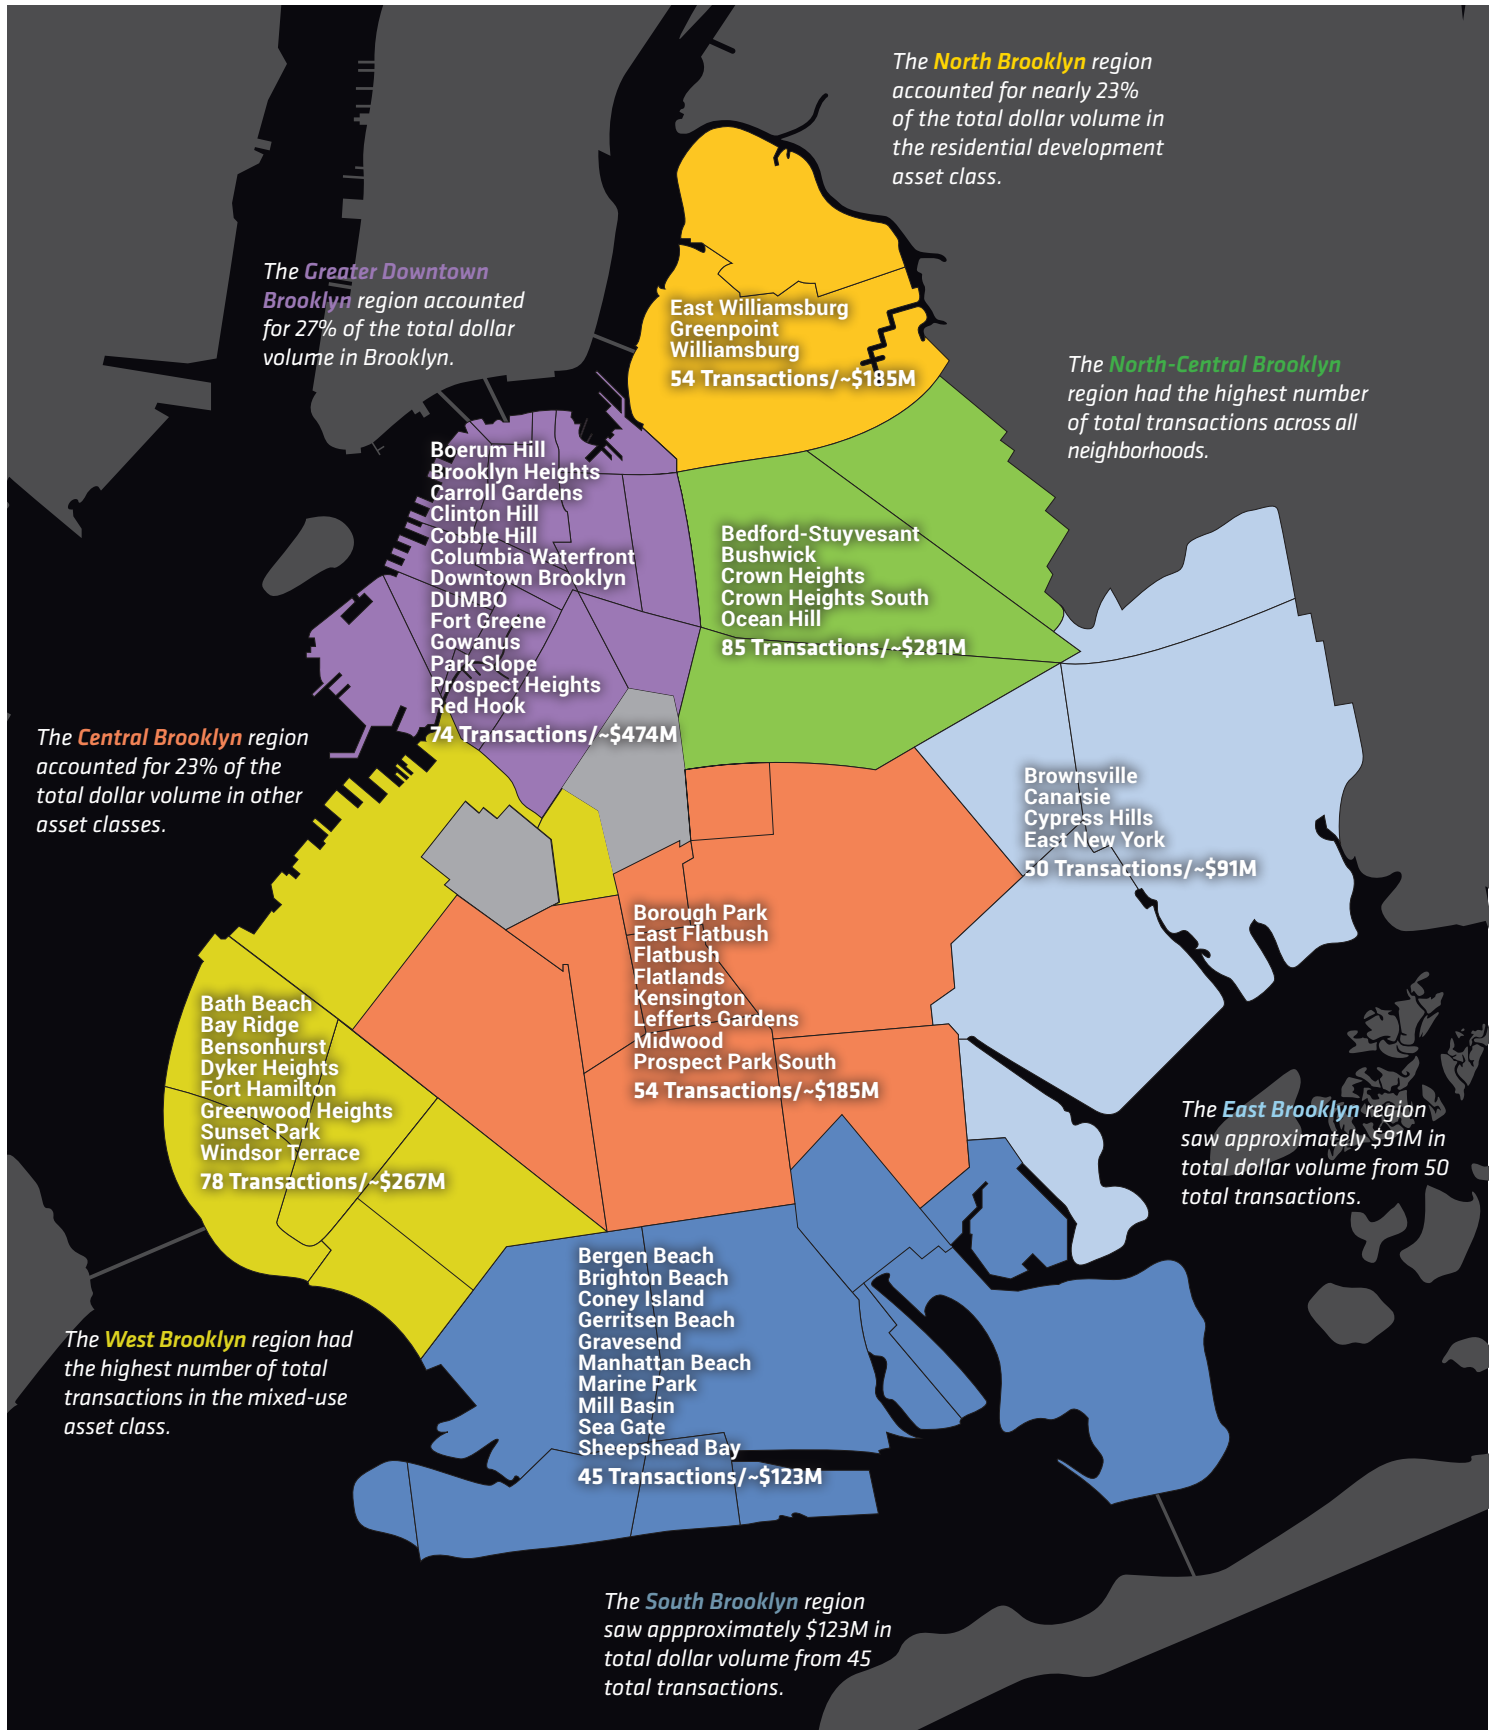 The North Brooklyn region
accounted for nearly 23%
of the total dollar volume in
the residential development
asset class.
The Greater Downtown
Brooklyn region accounted
for 27% of the total dollar
volume in Brooklyn.
East Williamsburg
Greenpoint
Williamsburg
54 Transactions/~$185M
The North-Central Brooklyn
region had the highest number
of total transactions across all
neighborhoods.
Boerum Hill
Brooklyn Heights
Carroll Gardens
Clinton Hill
Cobble Hill
Columbia Waterfront
Downtown Brooklyn
DUMBO
Fort Greene
Gowanus
Park Slope
Prospect Heights
Red Hook
74 Transactions/~$474M
Bedford-Stuyvesant
Bushwick
Crown Heights
Crown Heights South
Ocean Hill
85 Transactions/~$281M
The Central Brooklyn region
accounted for 23% of the
total dollar volume in other
asset classes.
Brownsville
Canarsie
Cypress Hills
East New York
50 Transactions/~$91M
Borough Park
East Flatbush
Flatbush
Flatlands
Kensington
Lefferts Gardens
Midwood
Prospect Park South
54 Transactions/~$185M
Bath Beach
Bay Ridge
Bensonhurst
Dyker Heights
Fort Hamilton
Greenwood Heights
Sunset Park
Windsor Terrace
78 Transactions/~$267M
The East Brooklyn region
saw approximately $91M in
total dollar volume from 50
total transactions.
Bergen Beach
Brighton Beach
Coney Island
Gerritsen Beach
Gravesend
Manhattan Beach
Marine Park
Mill Basin
Sea Gate
Sheepshead Bay
45 Transactions/~$123M
The West Brooklyn region had
the highest number of total
transactions in the mixed-use
asset class.
The South Brooklyn region
saw appproximately $123M in
total dollar volume from 45
total transactions.